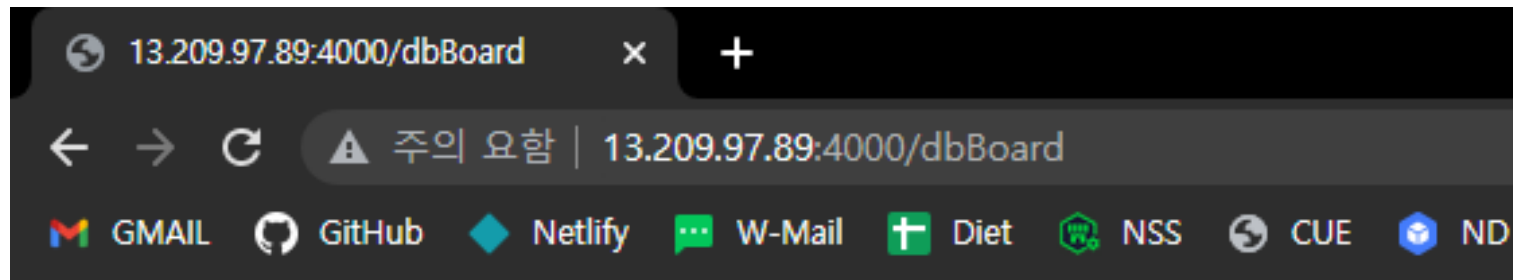 13.209.97.89:4000/dbBoard
주의 요함 13.209.97.89:4000/dbBoard
GMAIL GitHub Netlify W-Mail Diet NSS CUE ND